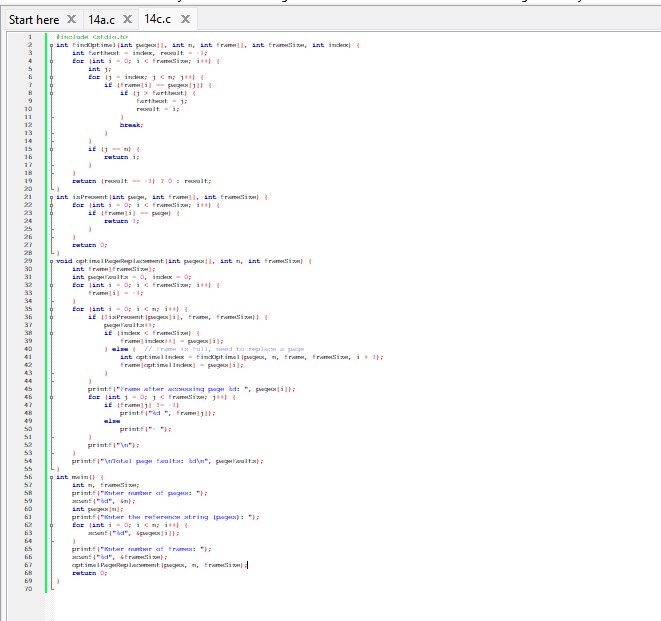 Start here X 14a.c X 14c.c X
1 #include <stdio.h>
2 int findOptimal(int pages[], int n, int frame[], int frameSize, int index) {
3 int farthest = index, result = -1;
4 for (int i = 0; i < frameSize; i++) {
5 int j;
6 for (j = index; j < n; j++) {
7 if (frame[i] == pages[j]) {
8 if (j > farthest) {
9 farthest = j;
10 result = i;
11 }
12 break;
13 }
14 }
15 if (j == n) {
16 return i;
17 }
18 }
19 return (result == -1) ? 0 : result;
20 }
21 int isPresent(int page, int frame[], int frameSize) {
22 for (int i = 0; i < frameSize; i++) {
23 if (frame[i] == page) {
24 return 1;
25 }
26 }
27 return 0;
28 }
29 void optimalPageReplacement(int pages[], int n, int frameSize) {
30 int frame[frameSize];
31 int pageFaults = 0, index = 0;
32 for (int i = 0; i < frameSize; i++) {
33 frame[i] = -1;
34 }
35 for (int i = 0; i < n; i++) {
36 if (!isPresent(pages[i], frame, frameSize)) {
37 pageFaults++;
38 if (index < frameSize) {
39 frame[index++] = pages[i];
40 } else { // Frame is full, need to replace a page
41 int optimalIndex = findOptimal(pages, n, frame, frameSize, i + 1);
42 frame[optimalIndex] = pages[i];
43 }
44 }
45 printf("Frame after accessing page %d: ", pages[i]);
46 for (int j = 0; j < frameSize; j++) {
47 if (frame[j] != -1)
48 printf("%d ", frame[j]);
49 else
50 printf("- ");
51 }
52 printf("\n");
53 }
54 printf("\nTotal page faults: %d\n", pageFaults);
55 }
56 int main() {
57 int n, frameSize;
58 printf("Enter number of pages: ");
59 scanf("%d", &n);
60 int pages[n];
61 printf("Enter the reference string (pages): ");
62 for (int i = 0; i < n; i++) {
63 scanf("%d", &pages[i]);
64 }
65 printf("Enter number of frames: ");
66 scanf("%d", &frameSize);
67 optimalPageReplacement(pages, n, frameSize);
68 return 0;
69 }
70